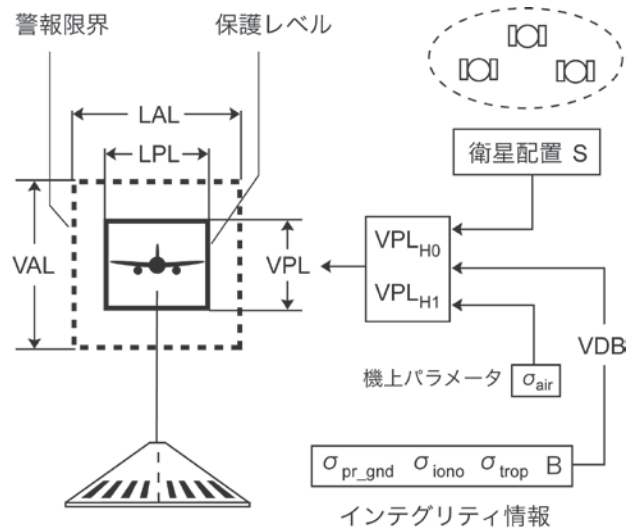 警報限界
保護レベル
LAL
LPL
VAL
VPL
衛星配置 S
VPL_H0
VPL_H1
VDB
機上パラメータ
σ_air
σ_pr_gnd σ_iono σ_trop B
インテグリティ情報